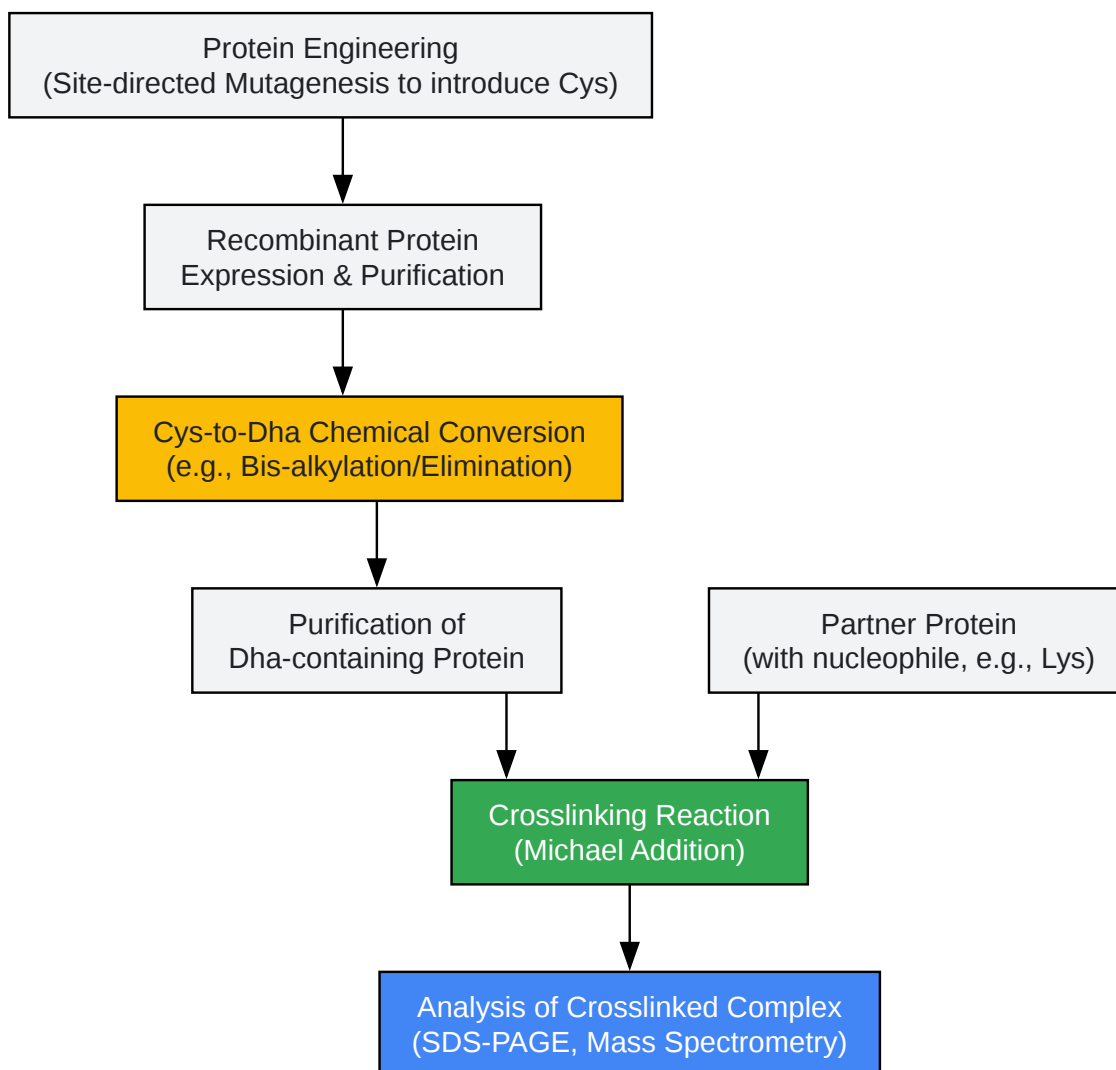 Protein Engineering
(Site-directed Mutagenesis to introduce Cys)
Recombinant Protein
Expression & Purification
Cys-to-Dha Chemical Conversion
(e.g., Bis-alkylation/Elimination)
Purification of
Dha-containing Protein
Partner Protein
(with nucleophile, e.g., Lys)
Crosslinking Reaction
(Michael Addition)
Analysis of Crosslinked Complex
(SDS-PAGE, Mass Spectrometry)